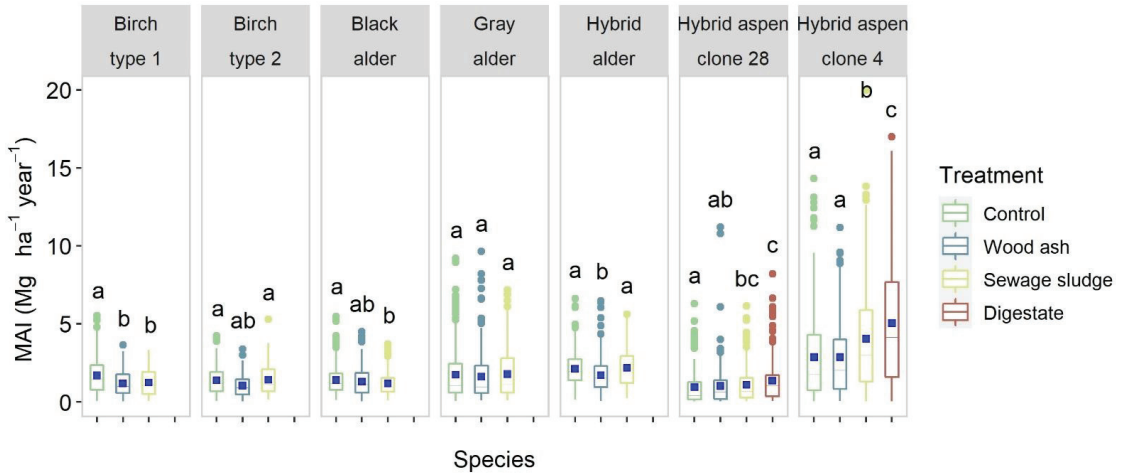 Birch type 1
Birch type 2
Black alder
Gray alder
Hybrid alder
Hybrid aspen clone 28
Hybrid aspen clone 4
MAI (Mg ha⁻¹ year⁻¹)
20
15
10
5
0
a b b
a ab a
a ab b
a a a
a b a
a ab bc c
a a b c
Species
Treatment
Control
Wood ash
Sewage sludge
Digestate